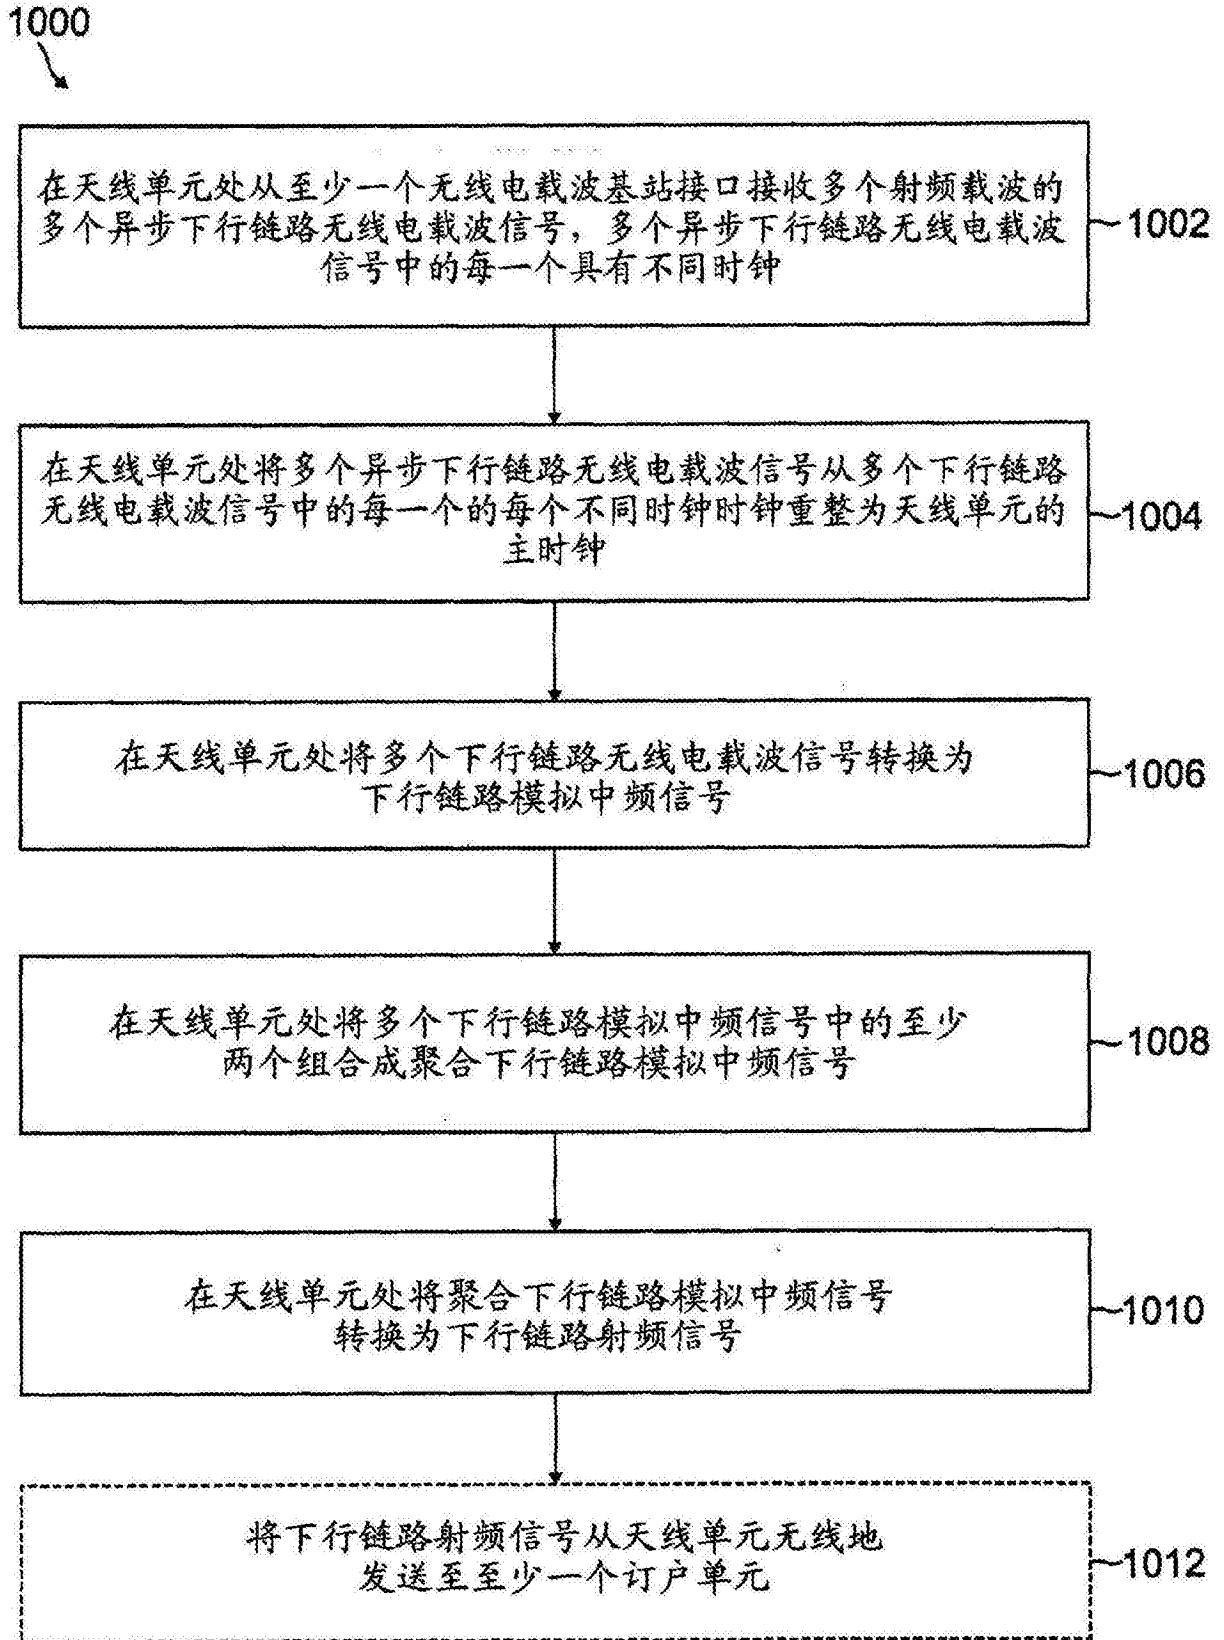 1000
在天线单元处从至少一个无线电载波基站接口接收多个射频载波的
多个异步下行链路无线电载波信号，多个异步下行链路无线电载波
信号中的每一个具有不同时钟
1002
在天线单元处将多个异步下行链路无线电载波信号从多个下行链路
无线电载波信号中的每一个的每个不同时钟时钟重整为天线单元的
主时钟
1004
在天线单元处将多个下行链路无线电载波信号转换为
下行链路模拟中频信号
1006
在天线单元处将多个下行链路模拟中频信号中的至少
两个组合成聚合下行链路模拟中频信号
1008
在天线单元处将聚合下行链路模拟中频信号
转换为下行链路射频信号
1010
将下行链路射频信号从天线单元无线地
发送至至少一个订户单元
1012